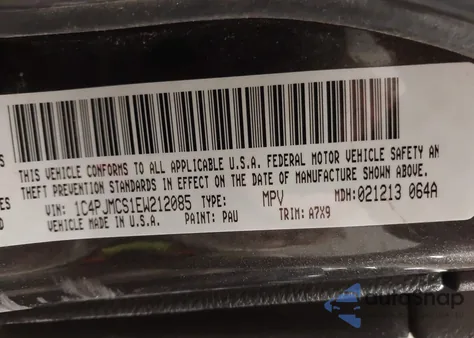 THIS VEHICLE CONFORMS TO ALL APPLICABLE U.S.A. FEDERAL MOTOR VEHICLE SAFETY AN
THEFT PREVENTION STANDARDS IN EFFECT ON THE DATE OF MANUFACTURE SHOWN ABOVE.
VIN: 1C4PJMCS1EW212085 TYPE: MPV MDH: 021213 064A
VEHICLE MADE IN U.S.A. PAINT: PAU TRIM: A7X9
autosnap